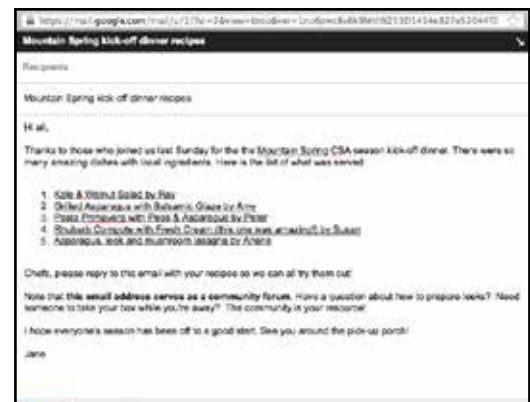 Mountain Spring kick-off dinner recipes
Recipients
Mountain Spring kick-off dinner recipes
Hi all,
Thanks to those who joined us last Sunday for the the Mountain Spring CSA season kick-off dinner. There were so
many amazing dishes with local ingredients. Here is the list of what was served:
1. Kale & Walnut Salad by Ray
2. Grilled Asparagus with Balsamic Glaze by Amy
3. Pasta Primavera with Peas & Asparagus by Peter
4. Rhubarb Compote with Fresh Cream (this one was amazing!) by Susan
5. Asparagus, leek and mushroom lasagna by
Chefs, please reply to this email with your recipes so we can all try them out!
Note that this email address serves as a community forum. Have a question about how to prepare leeks? Need
someone to take your box while you're away? The community is your resource!
I hope everyone's season has been off to a good start. See you around the pick-up porch!
Jane